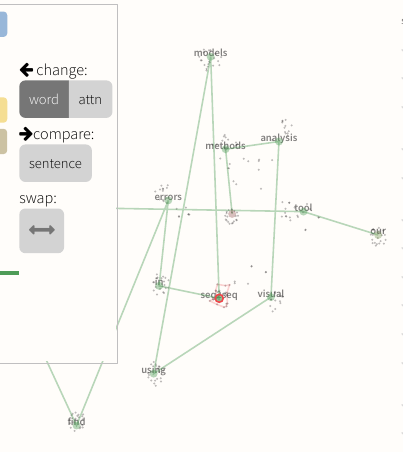 models
change:
word attn
compare:
sentence
swap:
analysis
methods
errors
tool
our
in
seq2seq
visual
using
find